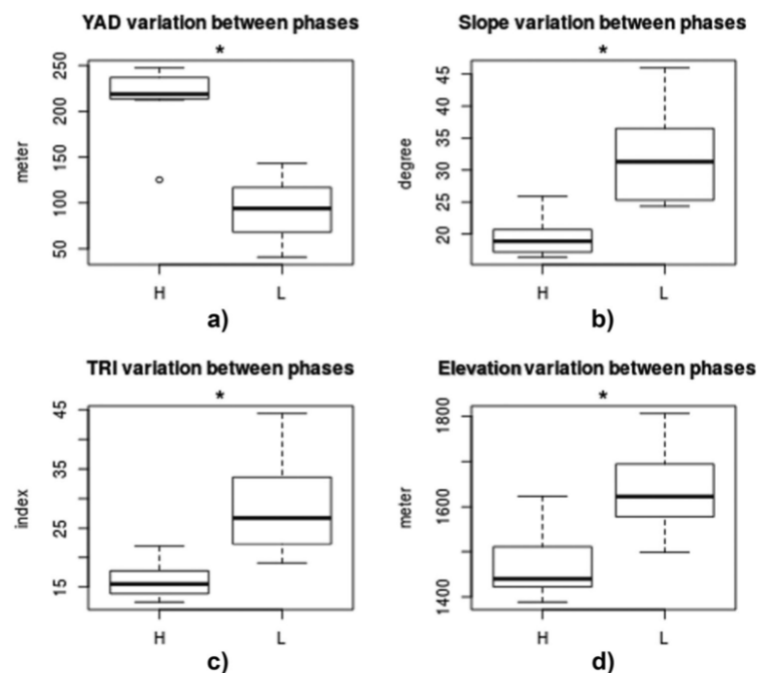 YAD variation between phases
*
250
200
150
100
50
meter
H L
a)
Slope variation between phases
*
45
40
35
30
25
20
degree
H L
b)
TRI variation between phases
*
45
35
25
15
index
H L
c)
Elevation variation between phases
*
1800
1600
1400
meter
H L
d)